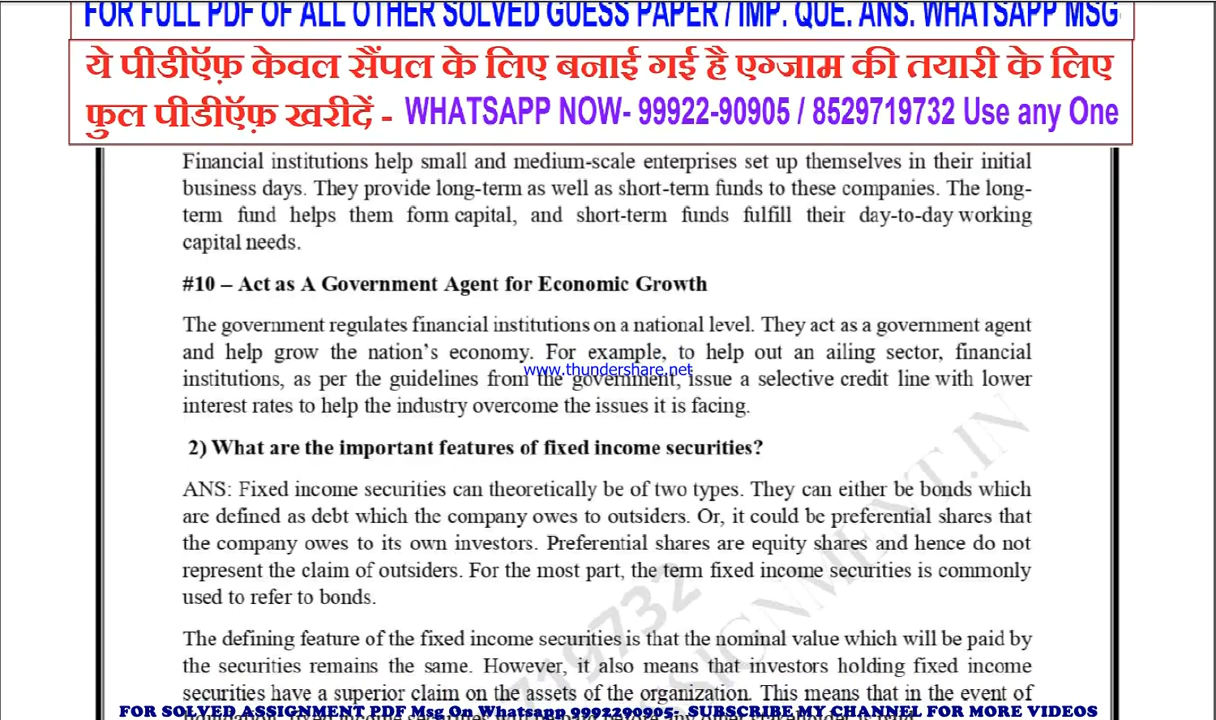 FOR FULL PDF OF ALL OTHER SOLVED GUESS PAPER / IMP. QUE. ANS. WHATSAPP MSG
ये पीडीऍफ़ केवल सैंपल के लिए बनाई गई है एग्जाम की तयारी के लिए
फुल पीडीऍफ़ खरीदें - WHATSAPP NOW- 99922-90905 / 8529719732 Use any One
Financial institutions help small and medium-scale enterprises set up themselves in their initial
business days. They provide long-term as well as short-term funds to these companies. The long-
term fund helps them form capital, and short-term funds fulfill their day-to-day working
capital needs.
#10 – Act as A Government Agent for Economic Growth
The government regulates financial institutions on a national level. They act as a government agent
and help grow the nation's economy. For example, to help out an ailing sector, financial
www.thundershare.net
institutions, as per the guidelines from the government, issue a selective credit line with lower
interest rates to help the industry overcome the issues it is facing.
2) What are the important features of fixed income securities?
ANS: Fixed income securities can theoretically be of two types. They can either be bonds which
are defined as debt which the company owes to outsiders. Or, it could be preferential shares that
the company owes to its own investors. Preferential shares are equity shares and hence do not
represent the claim of outsiders. For the most part, the term fixed income securities is commonly
used to refer to bonds.
The defining feature of the fixed income securities is that the nominal value which will be paid by
the securities remains the same. However, it also means that investors holding fixed income
securities have a superior claim on the assets of the organization. This means that in the event of
FOR SOLVED ASSIGNMENT PDF Msg On Whatsapp 9992290905- SUBSCRIBE MY CHANNEL FOR MORE VIDEOS